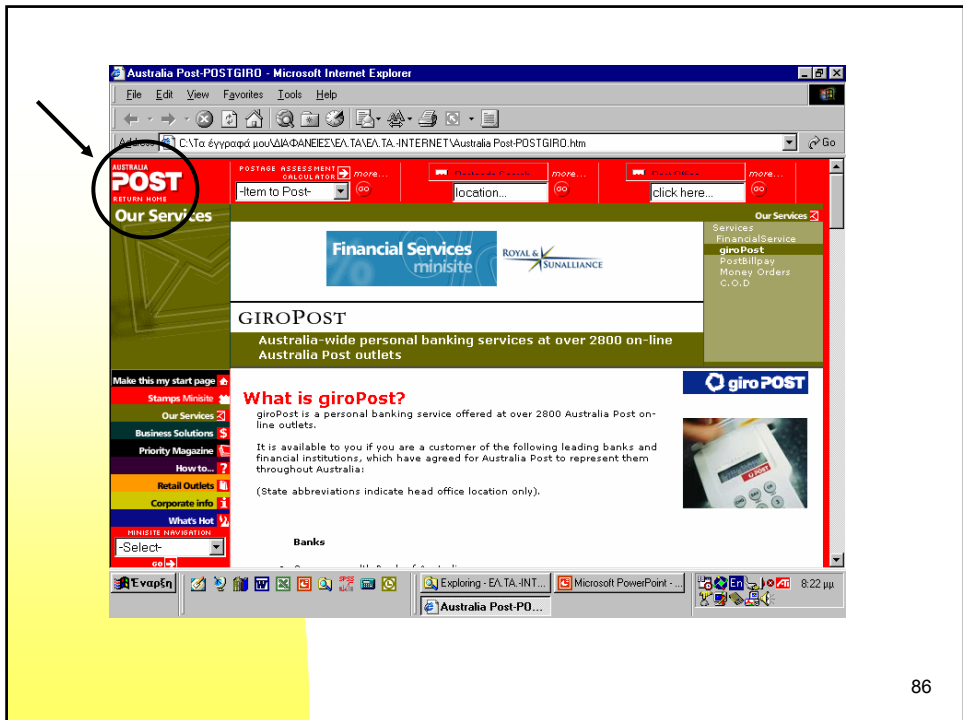 Australia Post-POSTGIRO - Microsoft Internet Explorer
File Edit View Favorites Tools Help
Address C:\Τα έγγραφά μου\ΔΙΑΦΑΝΕΙΕΣ\ΕΛ.ΤΑ\ΕΛ.ΤΑ.-INTERNET\Australia Post-POSTGIRO.htm Go
AUSTRALIA
POST
RETURN HOME
POSTAGE ASSESSMENT
CALCULATOR more...
-Item to Post- GO
more...
location... GO
more...
click here... GO
Our Services
Our Services
Services
FinancialService
giroPost
PostBillpay
Money Orders
C.O.D
Financial Services
minisite
ROYAL &
SUNALLIANCE
GIROPOST
Australia-wide personal banking services at over 2800 on-line
Australia Post outlets
Make this my start page
Stamps Minisite
Our Services
Business Solutions
Priority Magazine
How to...
Retail Outlets
Corporate info
What's Hot
MINISITE NAVIGATION
-Select-
GO
giro POST
What is giroPost?
giroPost is a personal banking service offered at over 2800 Australia Post on-
line outlets.
It is available to you if you are a customer of the following leading banks and
financial institutions, which have agreed for Australia Post to represent them
throughout Australia:
(State abbreviations indicate head office location only).
Banks
POST
Έναρξη
Exploring - ΕΛ.ΤΑ.-INT...
Microsoft PowerPoint - ...
En
8:22 μμ
Australia Post-PO...
86